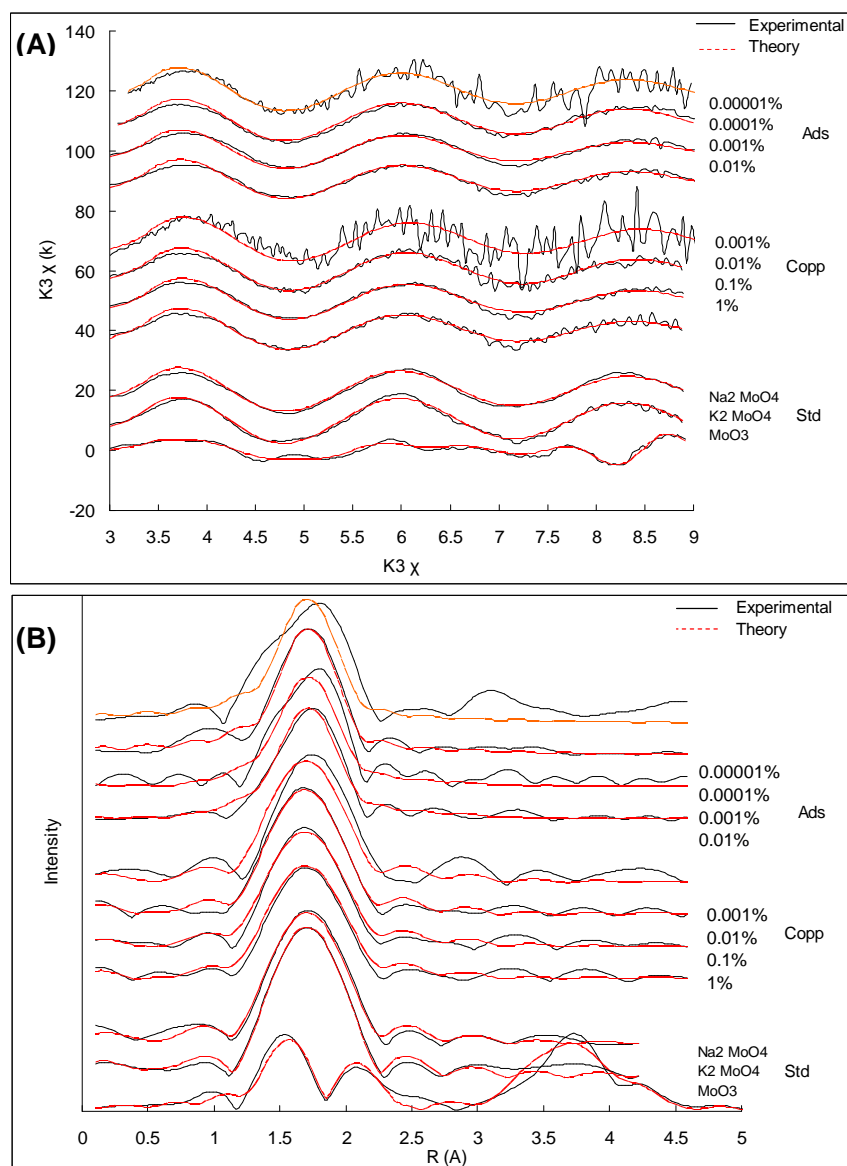 (A)
Experimental
Theory
140
120
100
80
60
40
20
0
-20
K3 χ (k)
0.00001%
0.0001%
0.001%
0.01%
Ads
0.001%
0.01%
0.1%
1%
Copp
Na2 MoO4
K2 MoO4
MoO3
Std
3 3.5 4 4.5 5 5.5 6 6.5 7 7.5 8 8.5 9
K3 χ
(B)
Experimental
Theory
Intensity
0.00001%
0.0001%
0.001%
0.01%
Ads
0.001%
0.01%
0.1%
1%
Copp
Na2 MoO4
K2 MoO4
MoO3
Std
0 0.5 1 1.5 2 2.5 3 3.5 4 4.5 5
R (A)